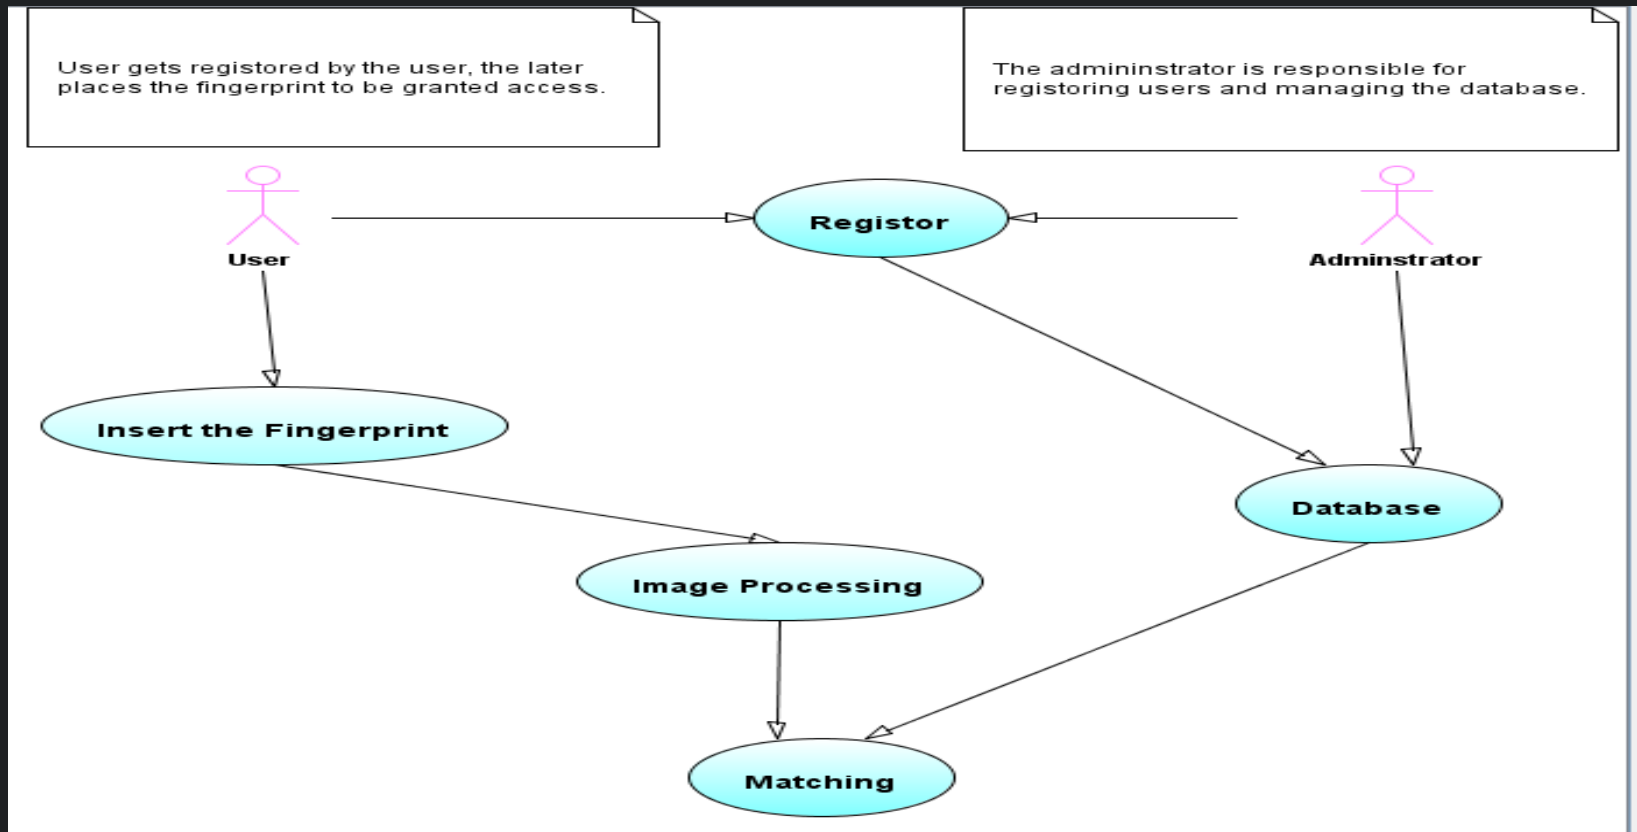 User gets registored by the user, the later
places the fingerprint to be granted access.
The admininstrator is responsible for
registoring users and managing the database.
Registor
User
Adminstrator
Insert the Fingerprint
Database
Image Processing
Matching